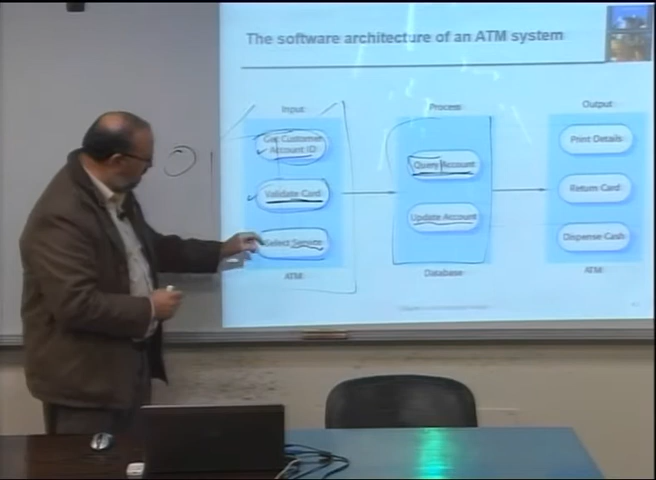 The software architecture of an ATM system
Input
Process
Output
Get Customer
Account ID
Query Account
Print Details
Validate Card
Return Card
Update Account
Select Service
Dispense Cash
ATM
Database
ATM